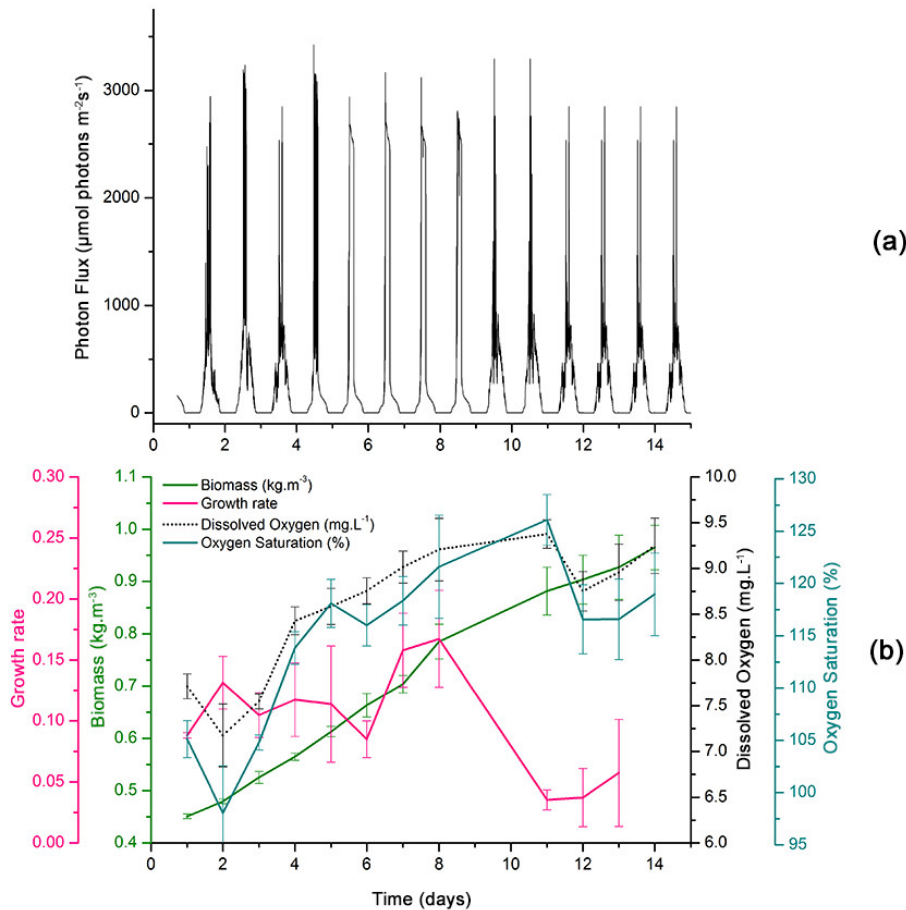 3000
2000
1000
0
Photon Flux (µmol photons m⁻²s⁻¹)
0 2 4 6 8 10 12 14
(a)
0.30
0.25
0.20
0.15
0.10
0.05
0.00
Growth rate
1.1
1.0
0.9
0.8
0.7
0.6
0.5
0.4
Biomass (kg.m⁻³)
Biomass (kg.m⁻³)
Growth rate
Dissolved Oxygen (mg.L⁻¹)
Oxygen Saturation (%)
10.0
9.5
9.0
8.5
8.0
7.5
7.0
6.5
6.0
Dissolved Oxygen (mg.L⁻¹)
130
125
120
115
110
105
100
95
Oxygen Saturation (%)
(b)
0 2 4 6 8 10 12 14
Time (days)